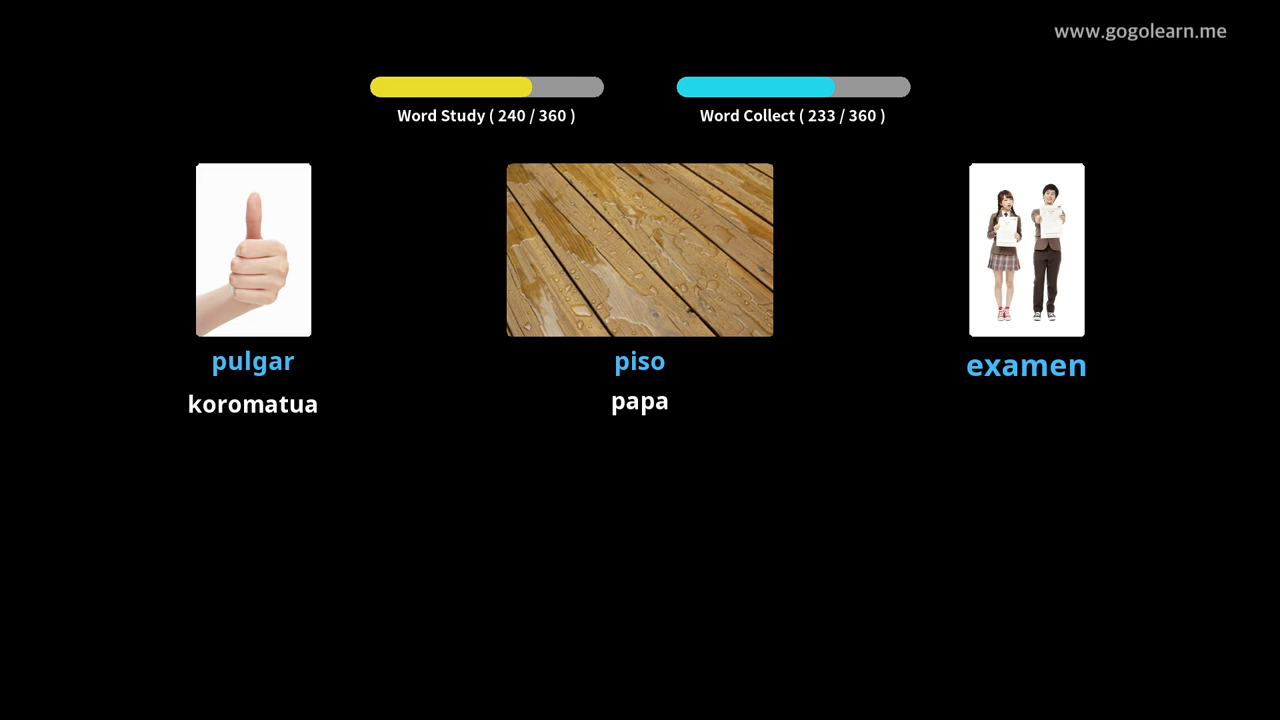 www.gogolearn.me
Word Study ( 240 / 360 )
Word Collect ( 233 / 360 )
pulgar
piso
examen
koromatua
papa